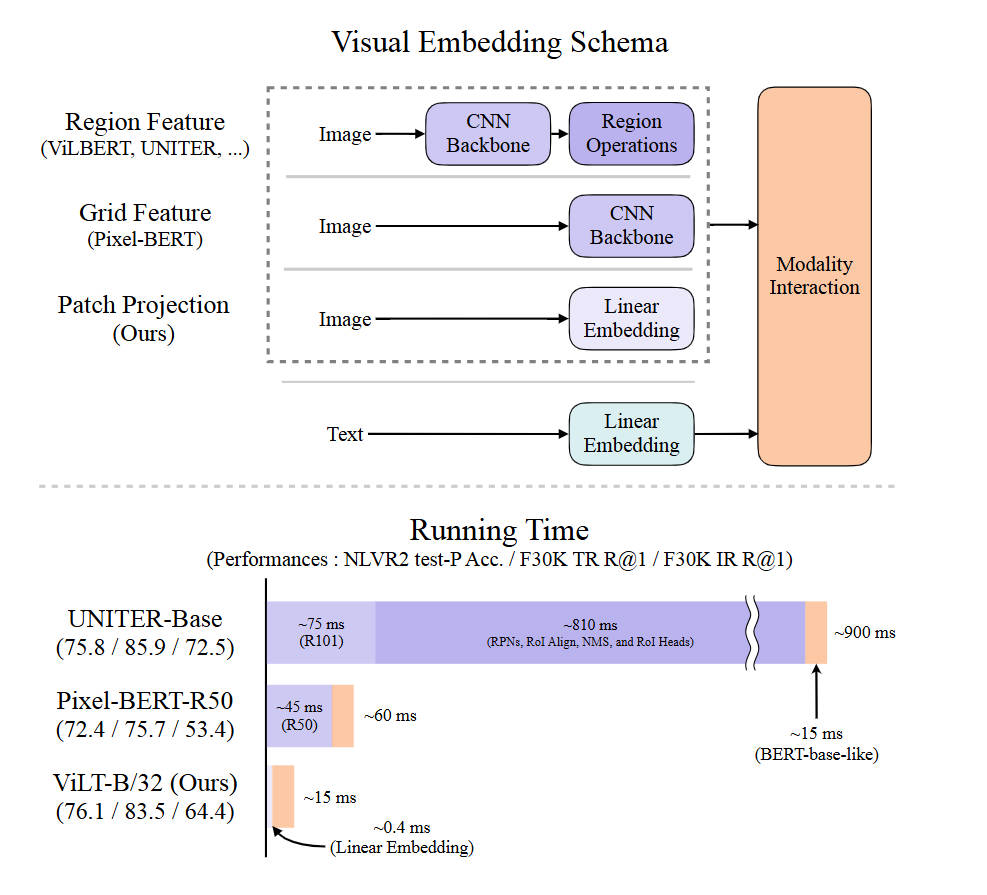 Visual Embedding Schema
Region Feature
(ViLBERT, UNITER, ...)
Image
CNN
Backbone
Region
Operations
Grid Feature
(Pixel-BERT)
Image
CNN
Backbone
Patch Projection
(Ours)
Image
Linear
Embedding
Modality
Interaction
Text
Linear
Embedding
Running Time
(Performances : NLVR2 test-P Acc. / F30K TR R@1 / F30K IR R@1)
UNITER-Base
(75.8 / 85.9 / 72.5)
~75 ms
(R101)
~810 ms
(RPNs, RoI Align, NMS, and RoI Heads)
~900 ms
~15 ms
(BERT-base-like)
Pixel-BERT-R50
(72.4 / 75.7 / 53.4)
~45 ms
(R50)
~60 ms
ViLT-B/32 (Ours)
(76.1 / 83.5 / 64.4)
~15 ms
~0.4 ms
(Linear Embedding)